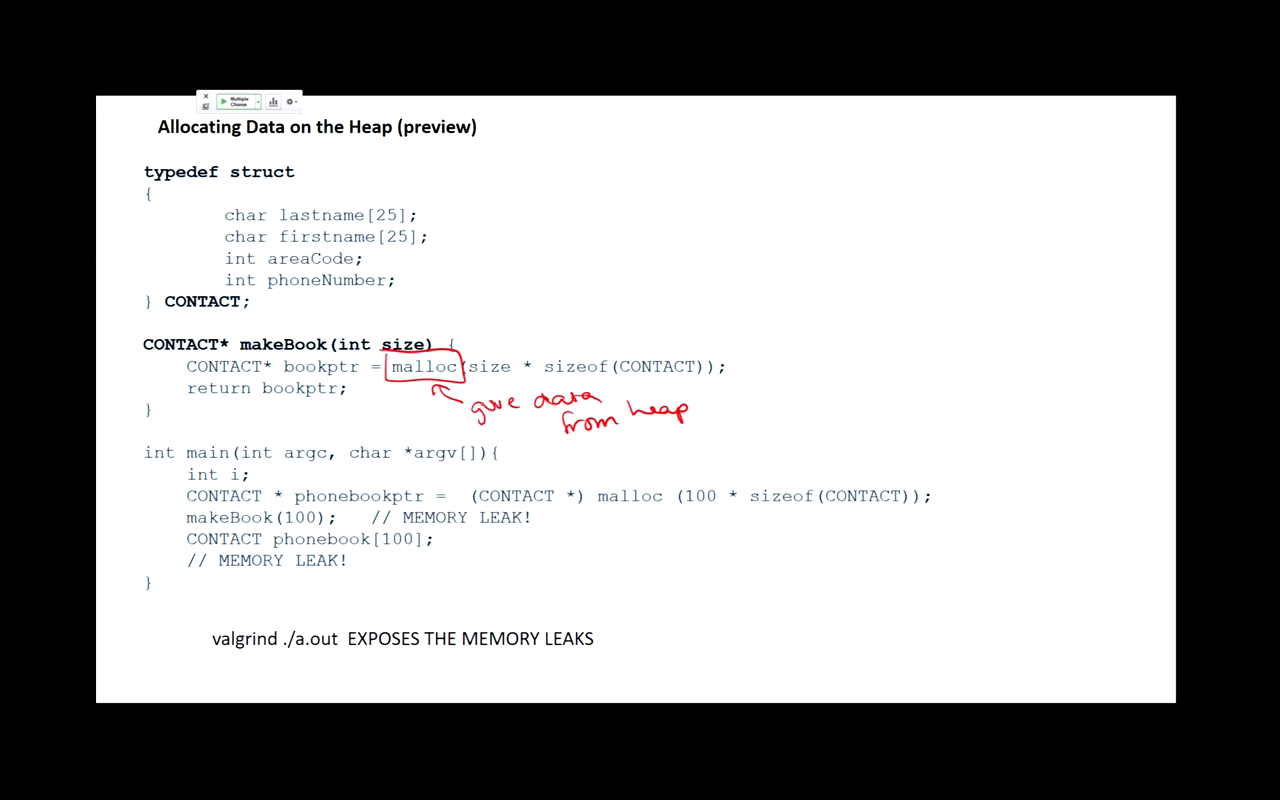 Multiple
Choice
Allocating Data on the Heap (preview)
typedef struct
{
char lastname[25];
char firstname[25];
int areaCode;
int phoneNumber;
} CONTACT;
CONTACT* makeBook(int size) {
CONTACT* bookptr = malloc(size * sizeof(CONTACT));
return bookptr;
give data
from heap
}
int main(int argc, char *argv[]){
int i;
CONTACT * phonebookptr = (CONTACT *) malloc (100 * sizeof(CONTACT));
makeBook(100); // MEMORY LEAK!
CONTACT phonebook[100];
// MEMORY LEAK!
}
valgrind ./a.out EXPOSES THE MEMORY LEAKS